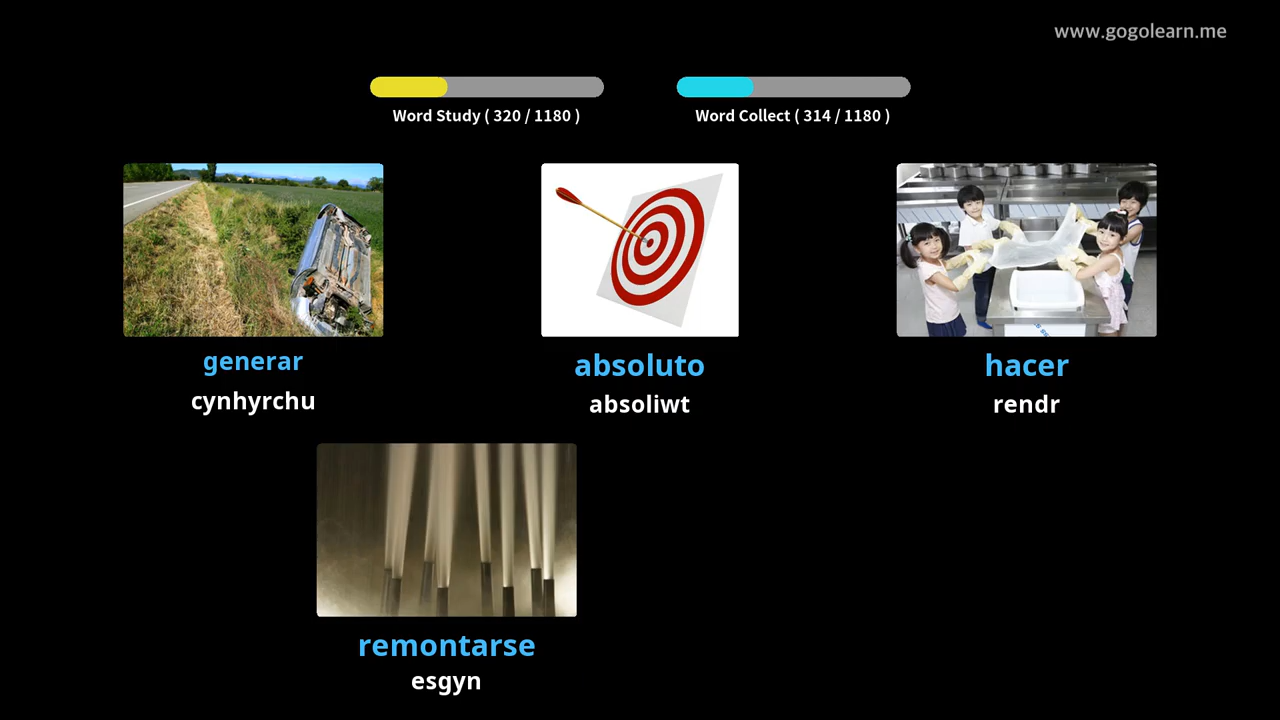 www.gogolearn.me
Word Study ( 320 / 1180 )
Word Collect ( 314 / 1180 )
generar
cynhyrchu
absoluto
absoliwt
hacer
rendr
remontarse
esgyn